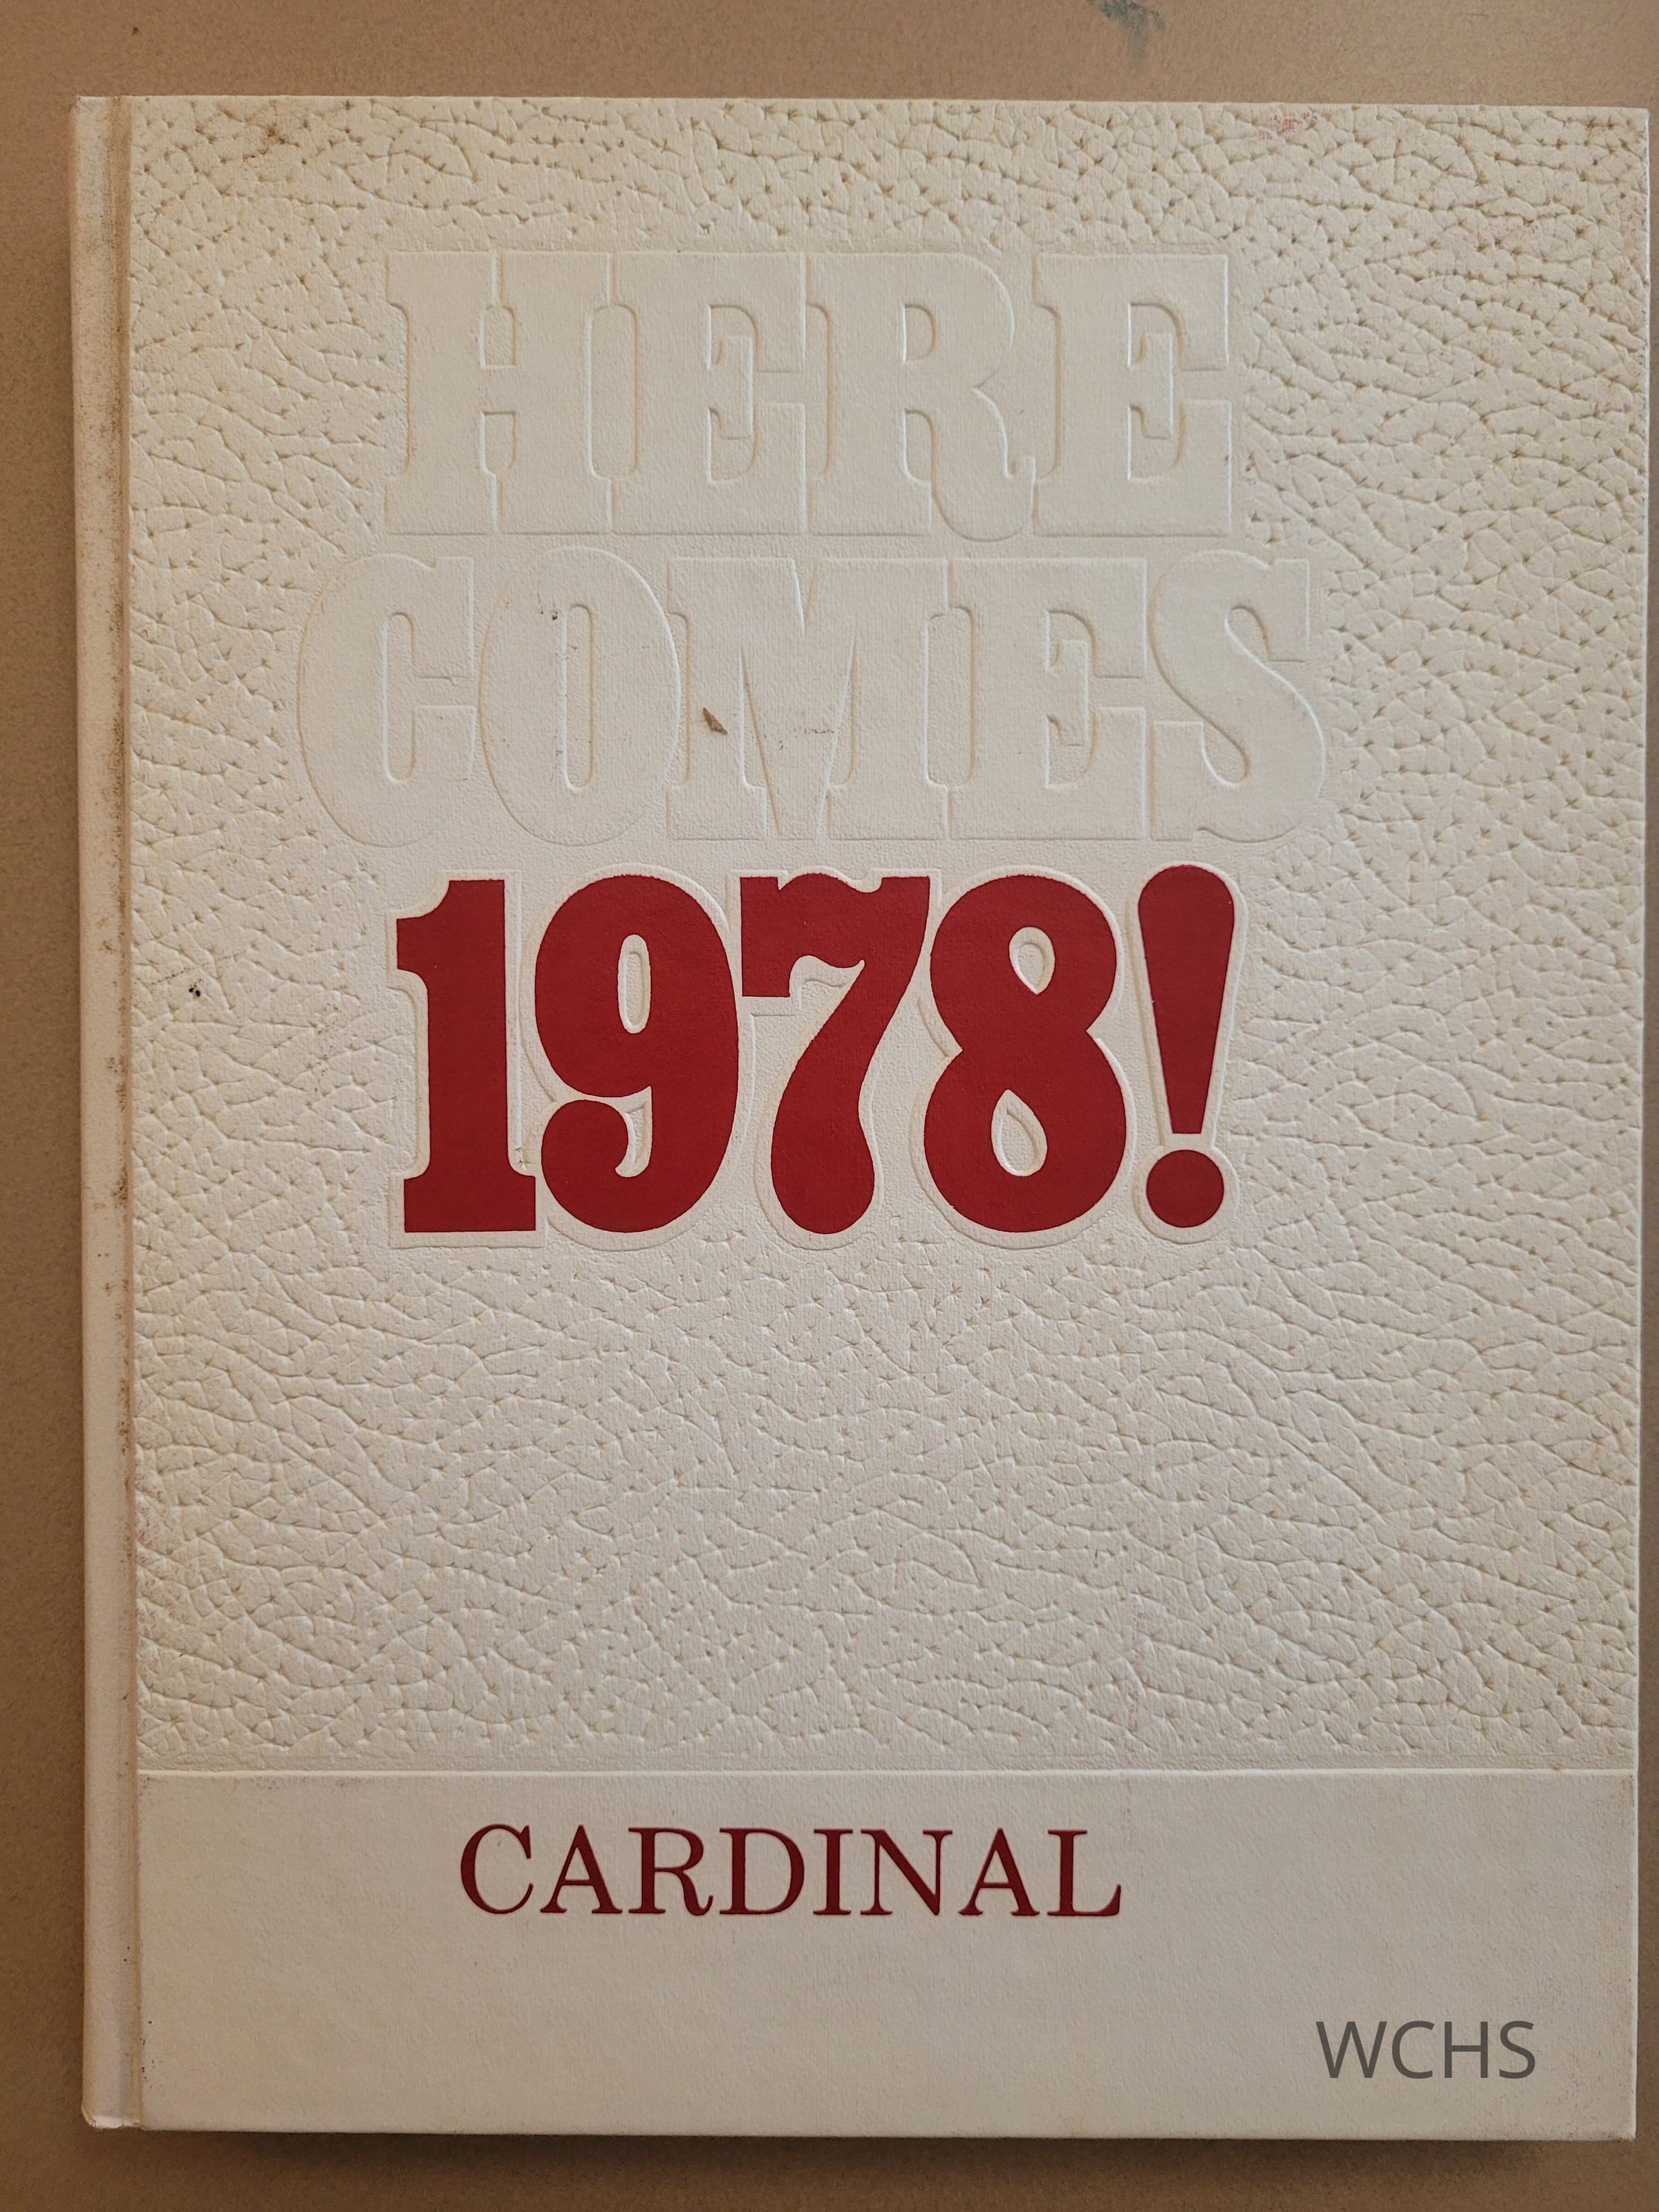 HERE
COMES
1978!
CARDINAL
WCHS